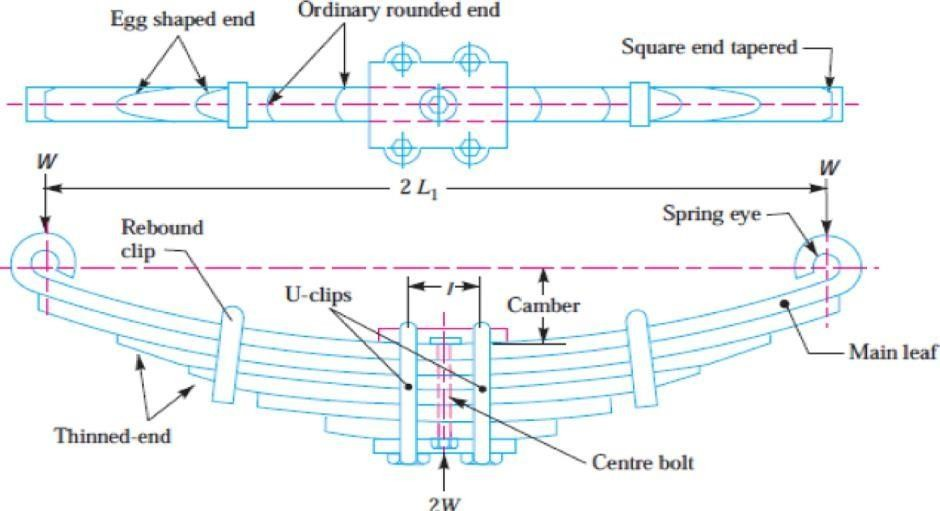 Ordinary rounded end
Egg shaped end
Square end tapered
W
W
2 L1
Spring eye
Rebound
clip
U-clips
l
Camber
Main leaf
Thinned-end
Centre bolt
2W